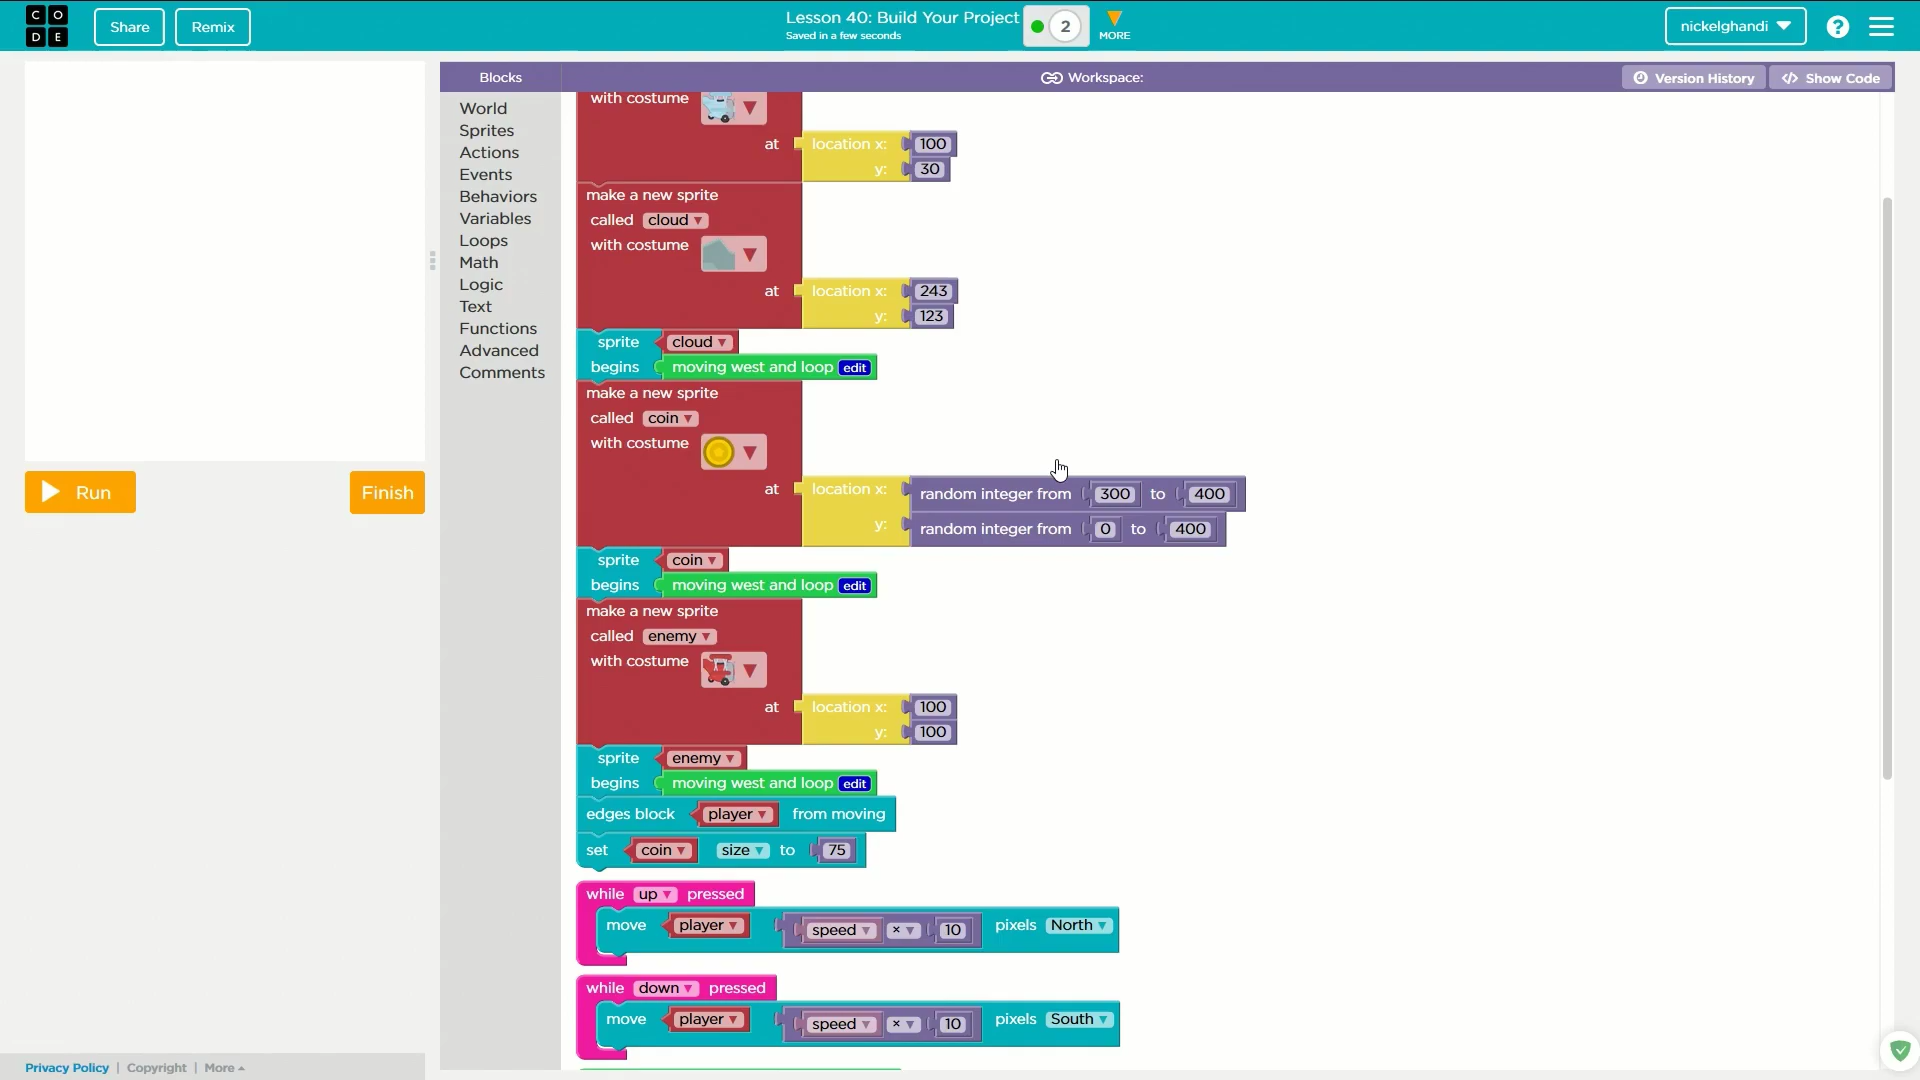 C O
D E
Share
Remix
Lesson 40: Build Your Project
Saved in a few seconds
2
MORE
nickelghandi
?
Blocks
Workspace:
Version History
</> Show Code
World
Sprites
Actions
Events
Behaviors
Variables
Loops
Math
Logic
Text
Functions
Advanced
Comments
Run
Finish
with costume
at location x: 100
y: 30
make a new sprite
called cloud
with costume
at location x: 243
y: 123
sprite cloud
begins moving west and loop edit
make a new sprite
called coin
with costume
at location x: random integer from 300 to 400
y: random integer from 0 to 400
sprite coin
begins moving west and loop edit
make a new sprite
called enemy
with costume
at location x: 100
y: 100
sprite enemy
begins moving west and loop edit
edges block player from moving
set coin size to 75
while up pressed
move player speed × 10 pixels North
while down pressed
move player speed × 10 pixels South
Privacy Policy | Copyright | More